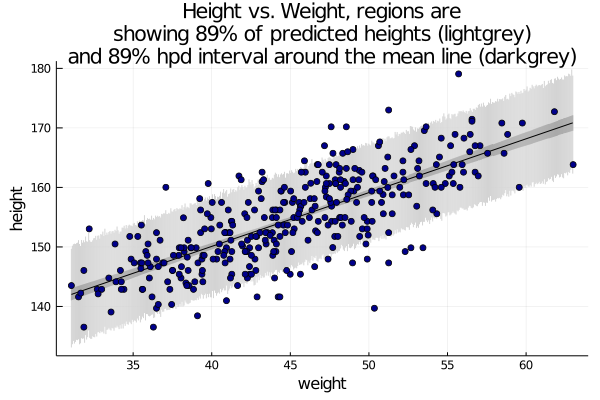 Height vs. Weight, regions are
showing 89% of predicted heights (lightgrey)
and 89% hpd interval around the mean line (darkgrey)
180
170
160
150
140
height
35
40
45
50
55
60
weight